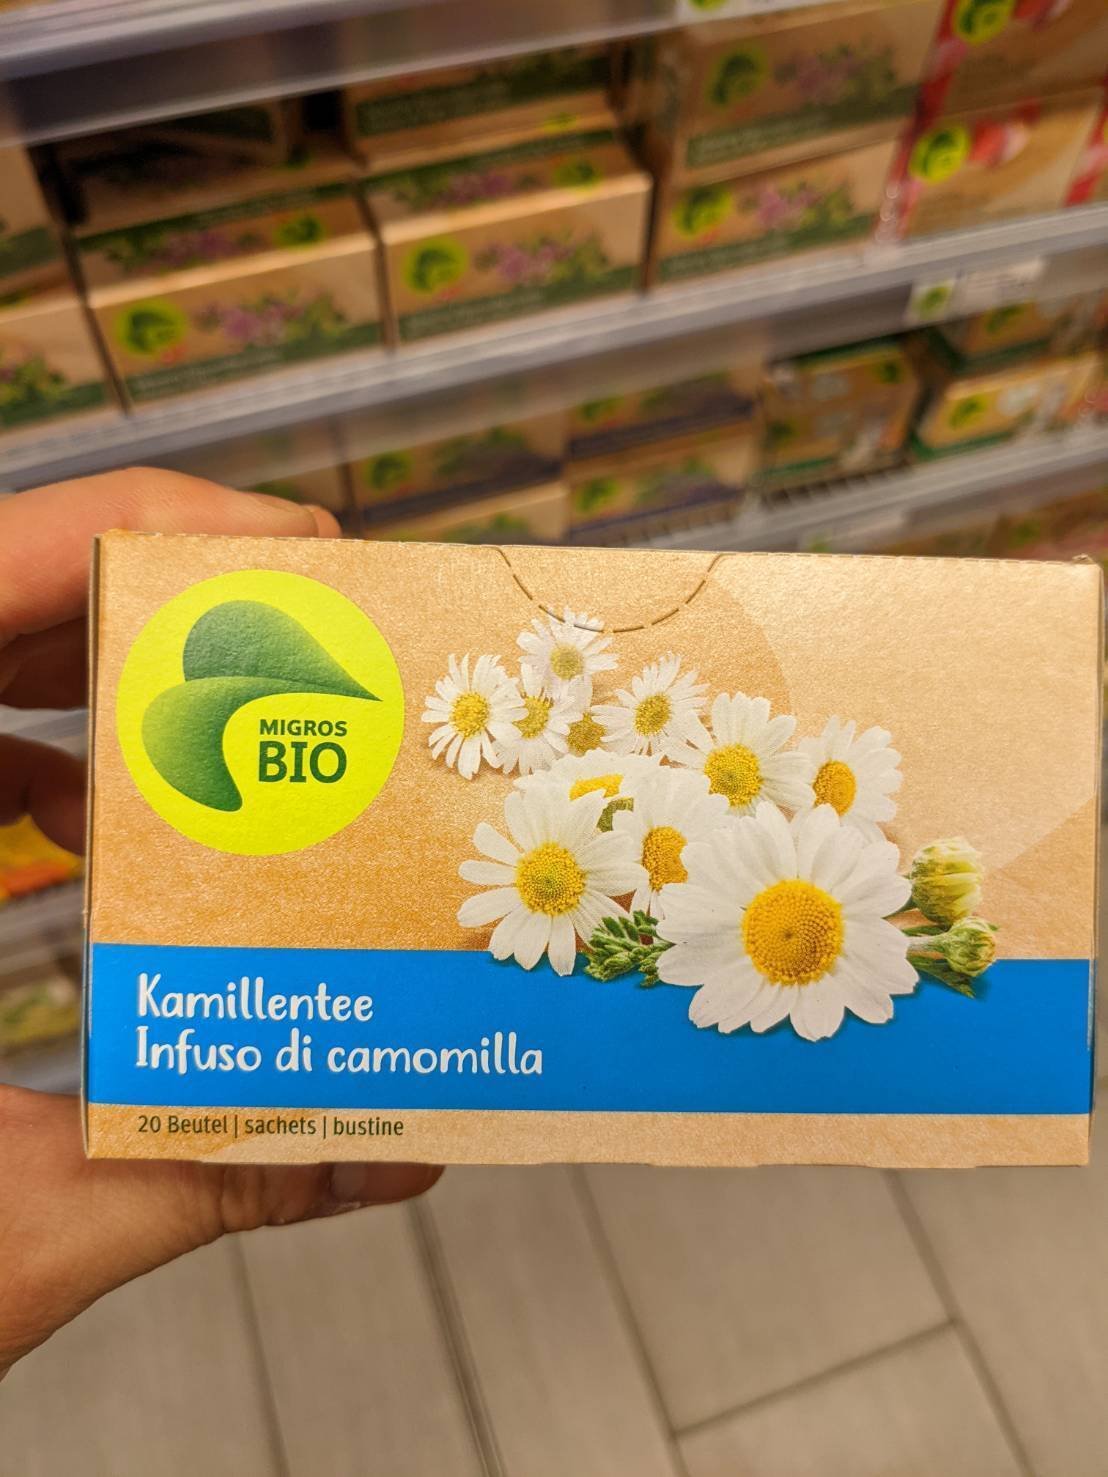 MIGROS
BIO
Kamillentee
Infuso di camomilla
20 Beutel | sachets | bustine